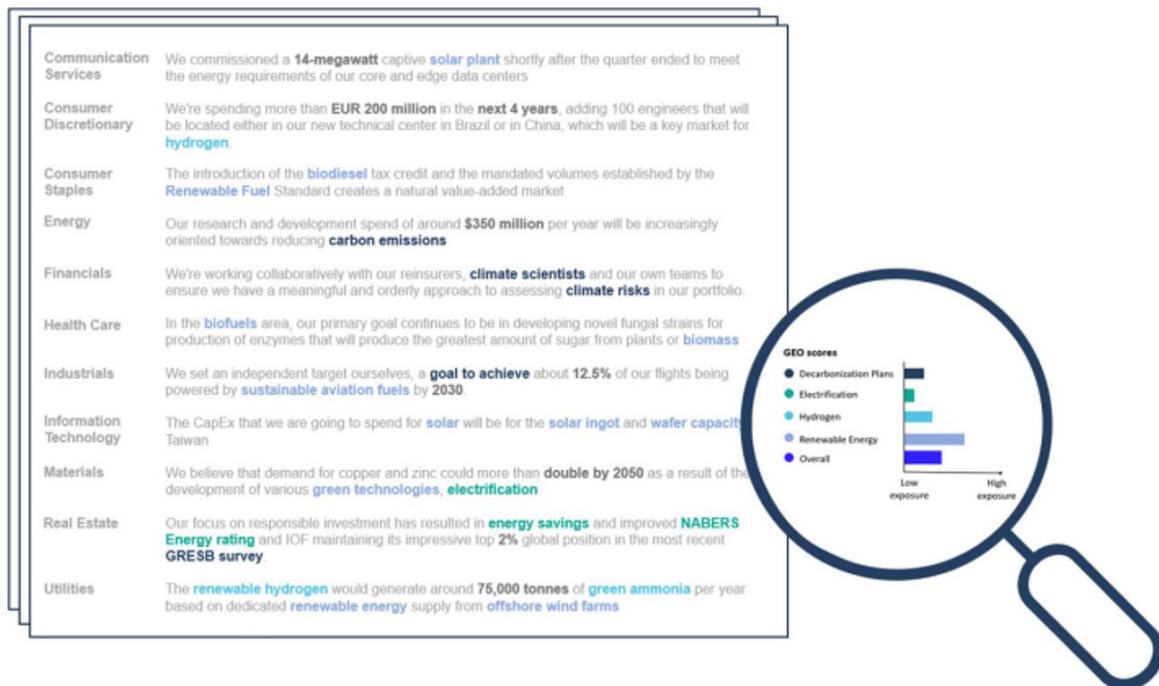 Communication Services
We commissioned a 14-megawatt captive solar plant shortly after the quarter ended to meet
the energy requirements of our core and edge data centers
Consumer Discretionary
We're spending more than EUR 200 million in the next 4 years, adding 100 engineers that will
be located either in our new technical center in Brazil or in China, which will be a key market for
hydrogen.
Consumer Staples
The introduction of the biodiesel tax credit and the mandated volumes established by the
Renewable Fuel Standard creates a natural value-added market
Energy
Our research and development spend of around $350 million per year will be increasingly
oriented towards reducing carbon emissions
Financials
We're working collaboratively with our reinsurers, climate scientists and our own teams to
ensure we have a meaningful and orderly approach to assessing climate risks in our portfolio.
Health Care
In the biofuels area, our primary goal continues to be in developing novel fungal strains for
production of enzymes that will produce the greatest amount of sugar from plants or biomass
Industrials
We set an independent target ourselves, a goal to achieve about 12.5% of our flights being
powered by sustainable aviation fuels by 2030.
Information Technology
The CapEx that we are going to spend for solar will be for the solar ingot and wafer capacity
Taiwan
Materials
We believe that demand for copper and zinc could more than double by 2050 as a result of the
development of various green technologies, electrification
Real Estate
Our focus on responsible investment has resulted in energy savings and improved NABERS
Energy rating and IOF maintaining its impressive top 2% global position in the most recent
GRESB survey.
Utilities
The renewable hydrogen would generate around 75,000 tonnes of green ammonia per year
based on dedicated renewable energy supply from offshore wind farms
GEO scores
Decarbonization Plans
Electrification
Hydrogen
Renewable Energy
Overall
Low exposure
High exposure